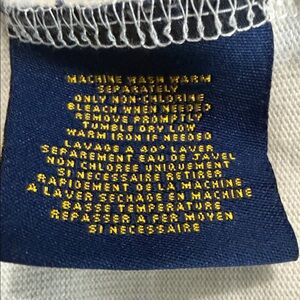 MACHINE WASH WARM
SEPARATELY
ONLY NON-CHLORINE
BLEACH WHEN NEEDED
REMOVE PROMPTLY
TUMBLE DRY LOW
WARM IRON IF NEEDED
LAVAGE A 40° LAVER
SEPAREMENT EAU DE JAVEL
NON CHLOREE UNIQUEMENT
SI NECESSAIRE RETIRER
RAPIDEMENT DE LA MACHINE
A LAVER SECHAGE EN MACHINE
BASSE TEMPERATURE
REPASSER A FER MOYEN
SI NECESSAIRE